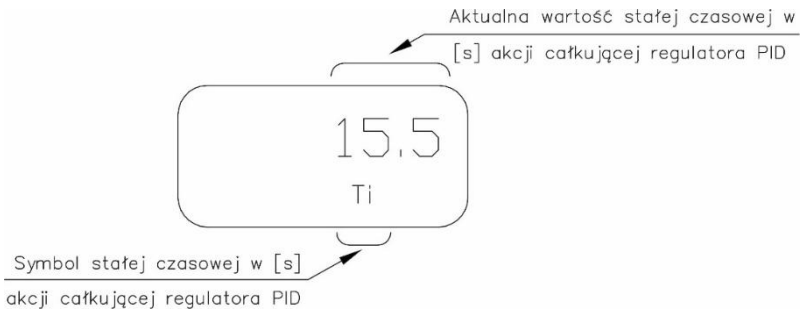 Aktualna wartość stałej czasowej w
[s] akcji całkującej regulatora PID
15.5
Ti
Symbol stałej czasowej w [s]
akcji całkującej regulatora PID